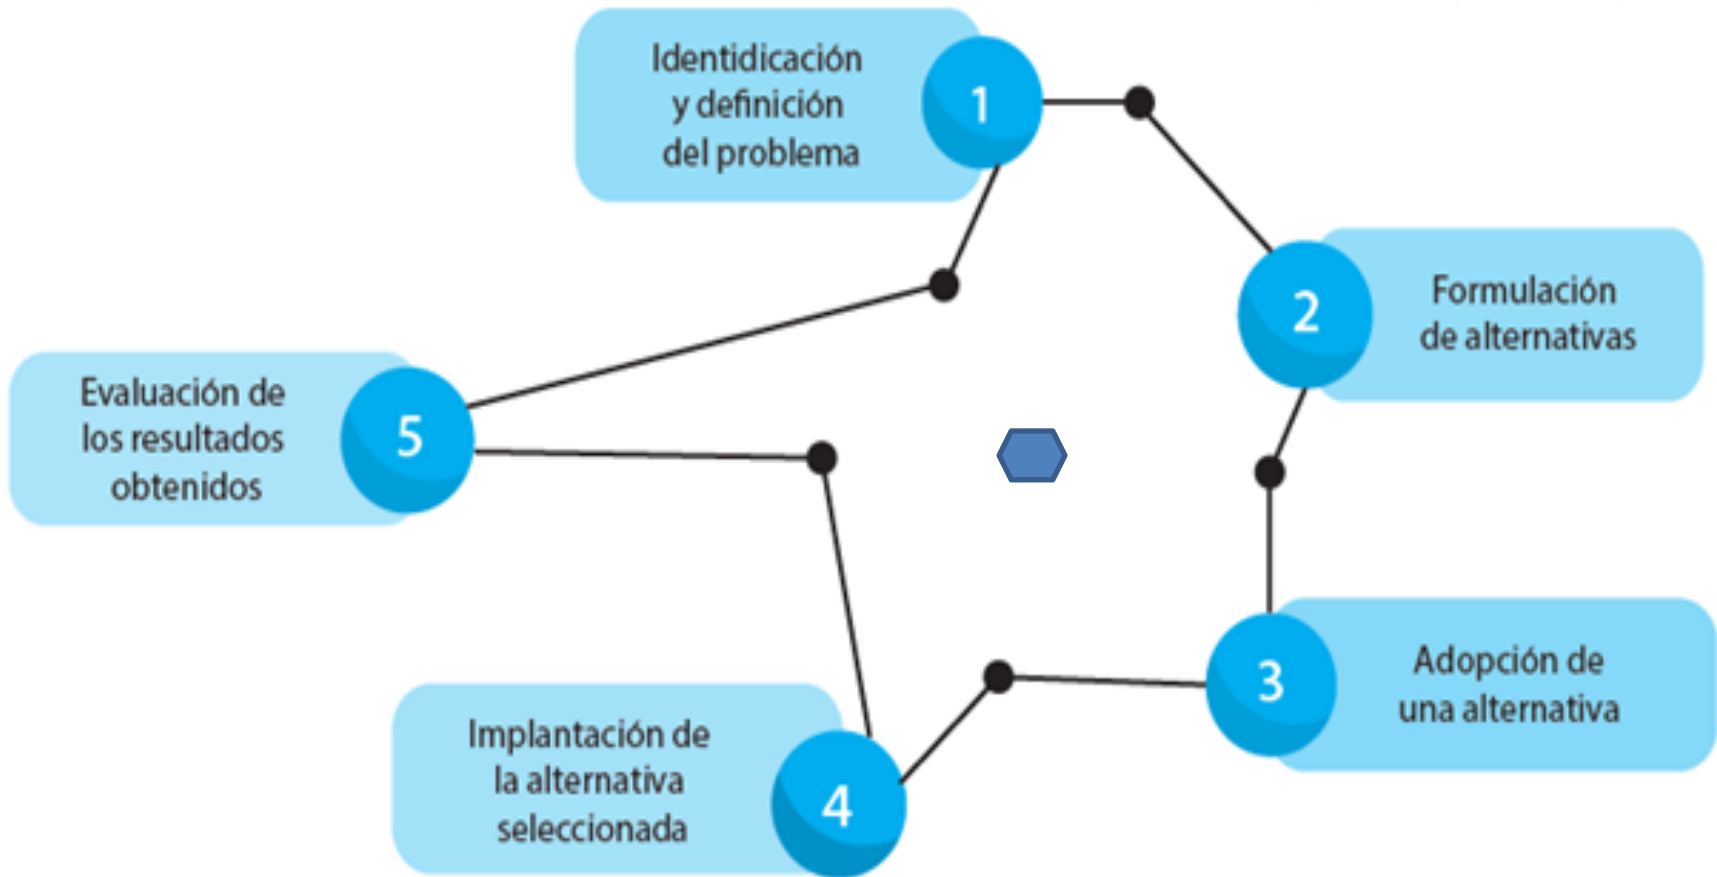 Identidicación
y definición
del problema
1
2
Formulación
de alternativas
3
Adopción de
una alternativa
Implantación de
la alternativa
seleccionada
4
Evaluación de
los resultados
obtenidos
5